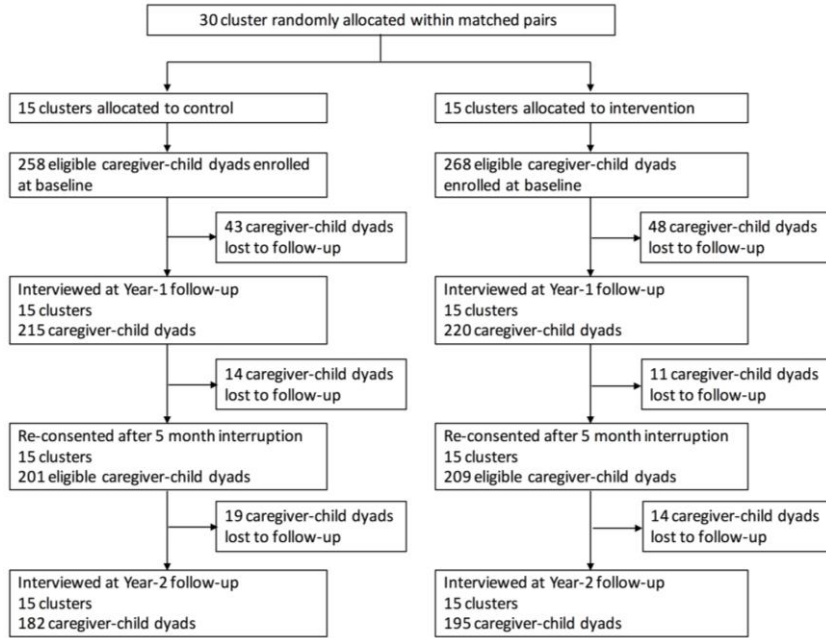 30 cluster randomly allocated within matched pairs
15 clusters allocated to control
15 clusters allocated to intervention
258 eligible caregiver-child dyads enrolled
at baseline
268 eligible caregiver-child dyads
enrolled at baseline
43 caregiver-child dyads
lost to follow-up
48 caregiver-child dyads
lost to follow-up
Interviewed at Year-1 follow-up
15 clusters
215 caregiver-child dyads
Interviewed at Year-1 follow-up
15 clusters
220 caregiver-child dyads
14 caregiver-child dyads
lost to follow-up
11 caregiver-child dyads
lost to follow-up
Re-consented after 5 month interruption
15 clusters
201 eligible caregiver-child dyads
Re-consented after 5 month interruption
15 clusters
209 eligible caregiver-child dyads
19 caregiver-child dyads
lost to follow-up
14 caregiver-child dyads
lost to follow-up
Interviewed at Year-2 follow-up
15 clusters
182 caregiver-child dyads
Interviewed at Year-2 follow-up
15 clusters
195 caregiver-child dyads